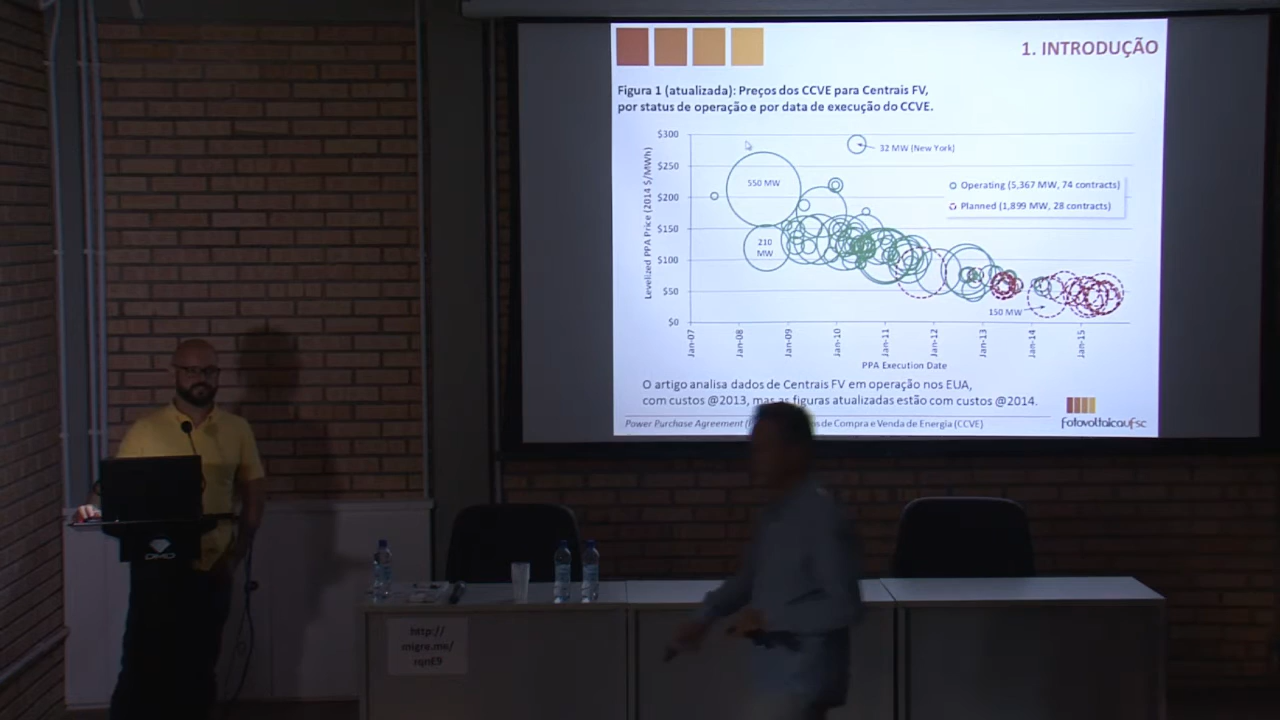 1. INTRODUÇÃO
Figura 1 (atualizada): Preços dos CCVE para Centrais FV,
por status de operação e por data de execução do CCVE.
Levelized PPA Price (2014 $/MWh)
$300
$250
$200
$150
$100
$50
$0
32 MW (New York)
550 MW
210
MW
150 MW
Operating (5,367 MW, 74 contracts)
Planned (1,899 MW, 28 contracts)
Jan-07
Jan-08
Jan-09
Jan-10
Jan-11
Jan-12
Jan-13
Jan-14
Jan-15
PPA Execution Date
O artigo analisa dados de Centrais FV em operação nos EUA,
com custos @2013, mas as figuras atualizadas estão com custos @2014.
Power Purchase Agreement de Compra e Venda de Energia (CCVE)
fotovoltaicaufsc
http://
migre.me/